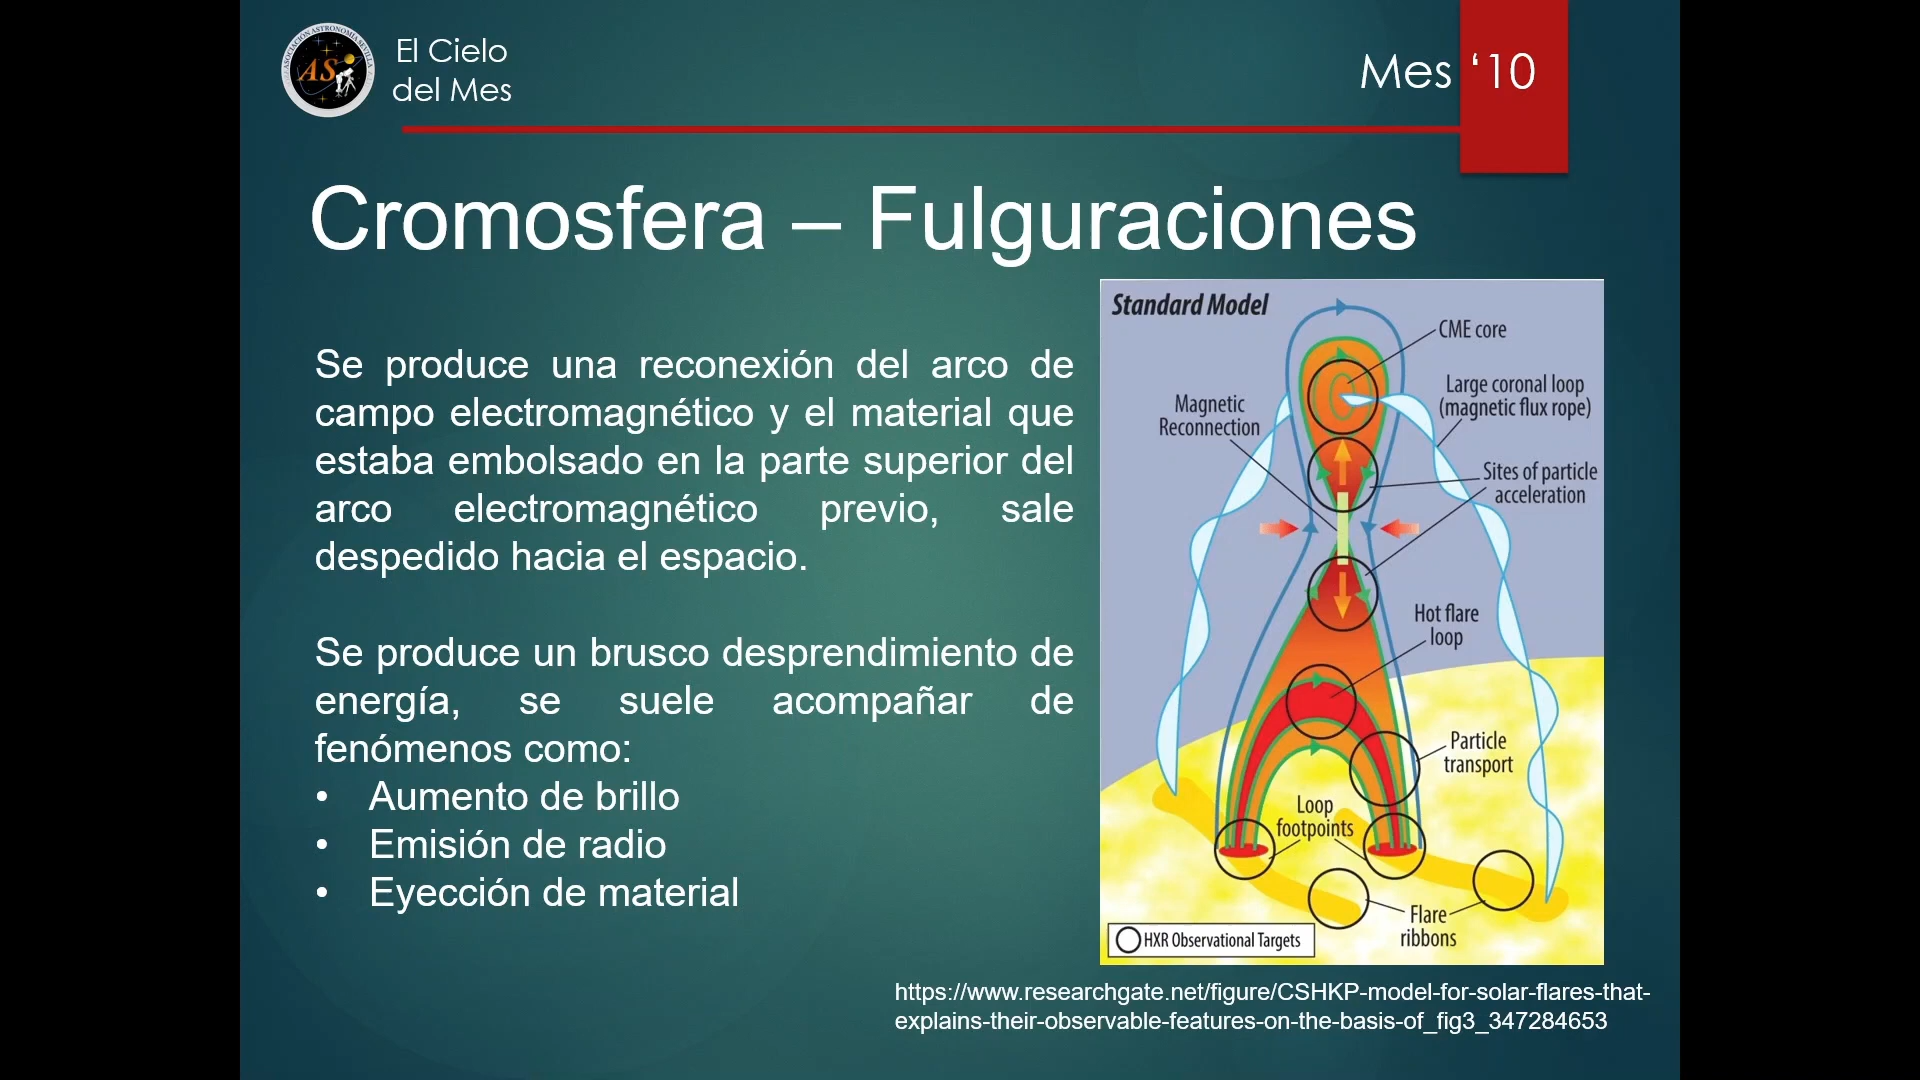 ASOCIACIÓN ASTRONOMÍA SEVILLA
AS
El Cielo
del Mes
Mes ‘10
Cromosfera – Fulguraciones
Se produce una reconexión del arco de
campo electromagnético y el material que
estaba embolsado en la parte superior del
arco electromagnético previo, sale
despedido hacia el espacio.
Se produce un brusco desprendimiento de
energía, se suele acompañar de
fenómenos como:
• Aumento de brillo
• Emisión de radio
• Eyección de material
Standard Model
CME core
Large coronal loop
(magnetic flux rope)
Magnetic
Reconnection
Sites of particle
acceleration
Hot flare
loop
Particle
transport
Loop
footpoints
Flare
ribbons
HXR Observational Targets
https://www.researchgate.net/figure/CSHKP-model-for-solar-flares-that-
explains-their-observable-features-on-the-basis-of_fig3_347284653